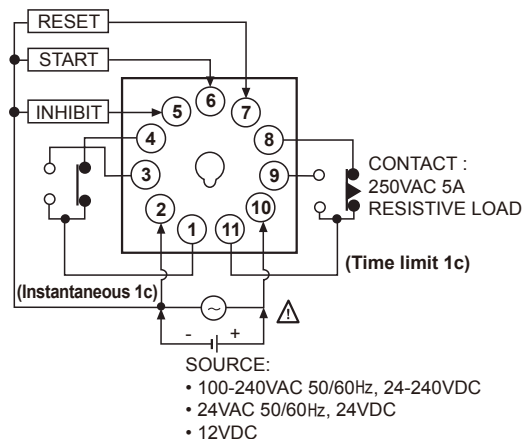 RESET
START
INHIBIT
6
5
7
4
8
3
9
2
10
1
11
CONTACT :
250VAC 5A
RESISTIVE LOAD
(Instantaneous 1c)
(Time limit 1c)
~
- +
SOURCE:
• 100-240VAC 50/60Hz, 24-240VDC
• 24VAC 50/60Hz, 24VDC
• 12VDC